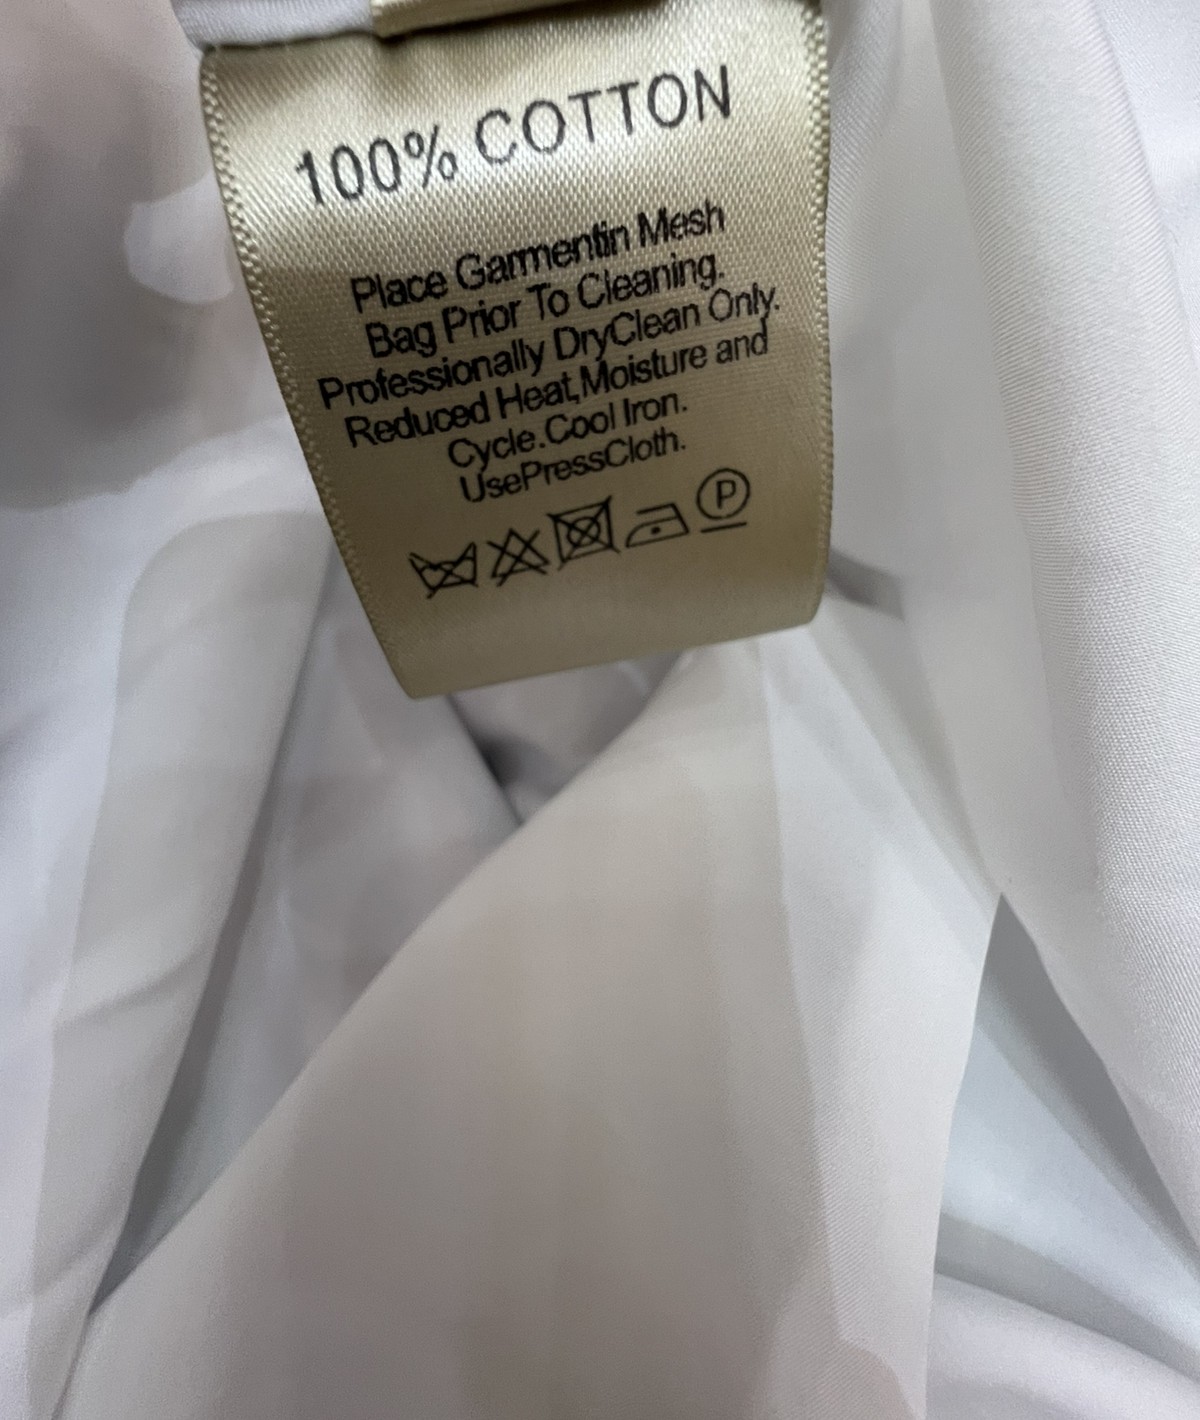 100% COTTON
Place Garmentin Mesh
Bag Prior To Cleaning.
Professionally DryClean Only.
Reduced Heat,Moisture and
Cycle.Cool Iron.
UsePressCloth.
P